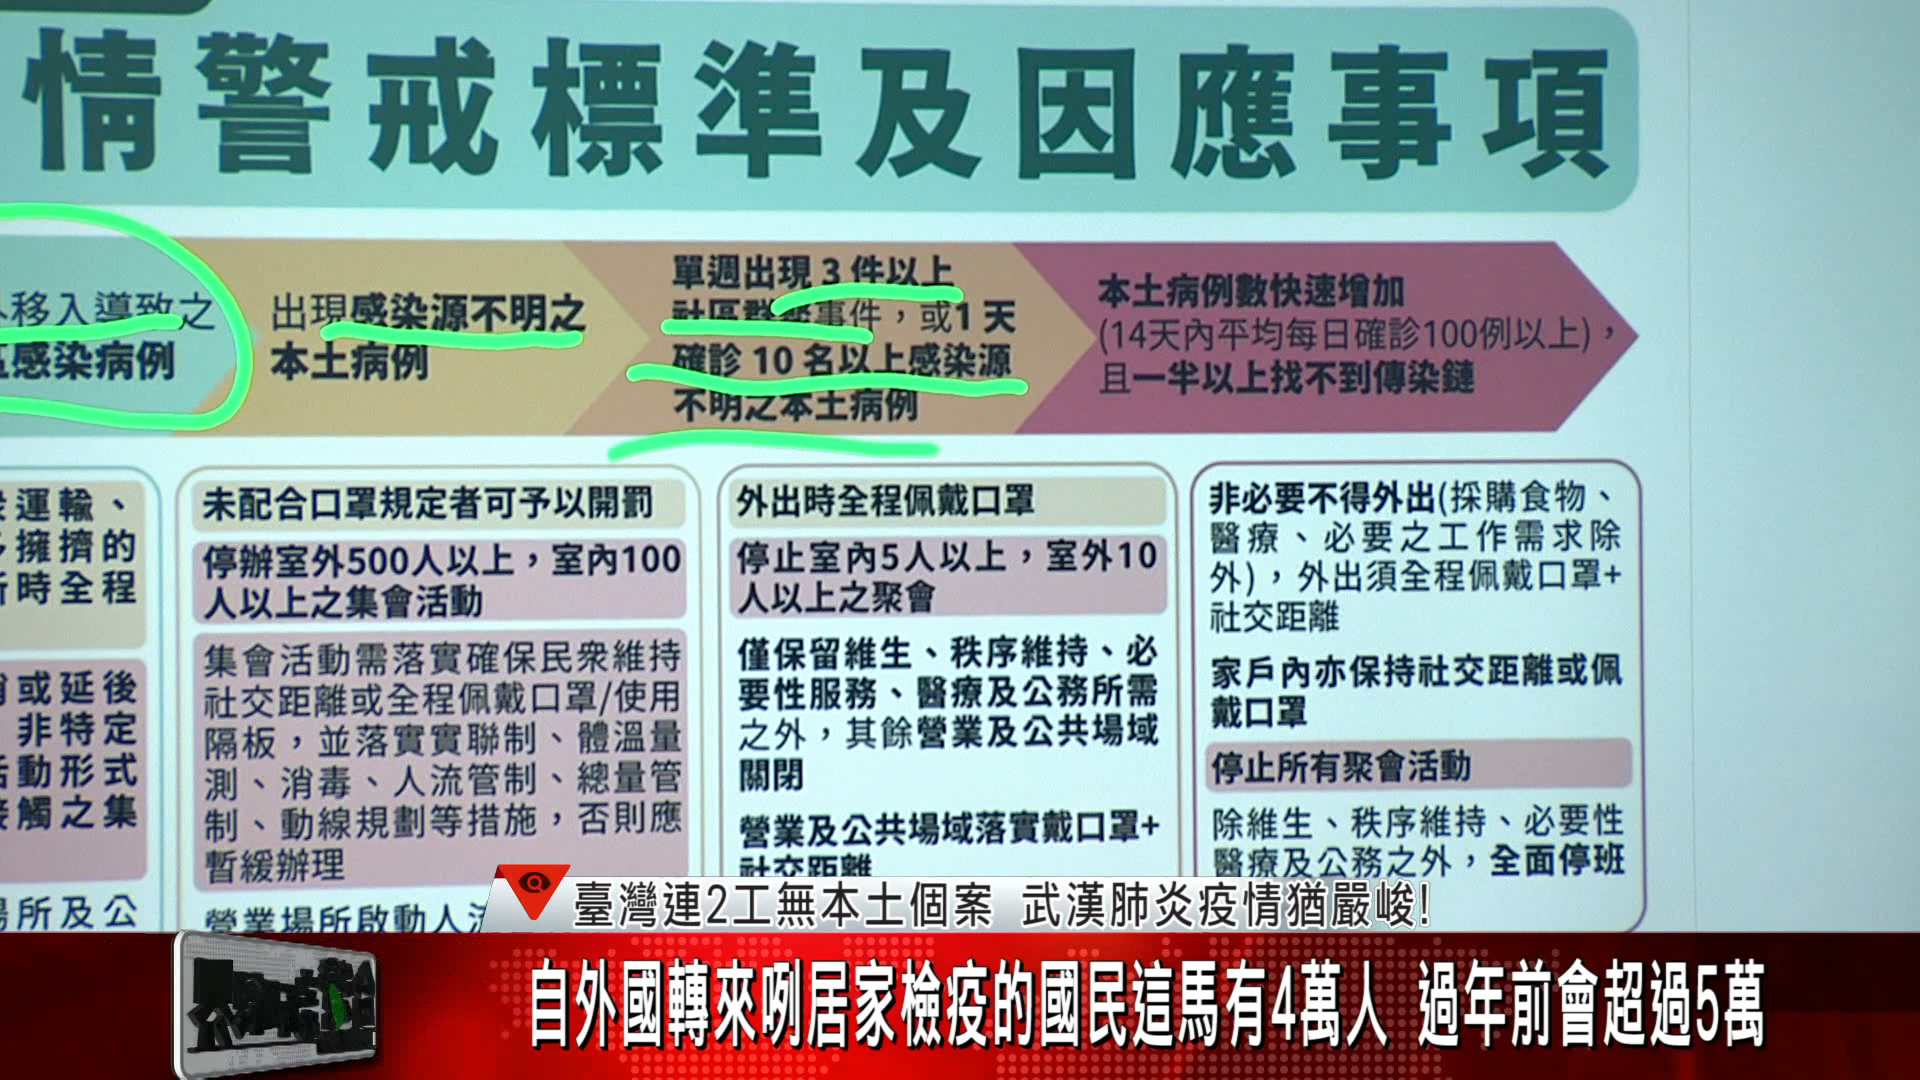 情警戒標準及因應事項
移入導致之
感染病例
出現感染源不明之
本土病例
單週出現 3 件以上
社區群聚事件，或1 天
確診 10 名以上感染源
不明之本土病例
本土病例數快速增加
(14天內平均每日確診100例以上)，
且一半以上找不到傳染鏈
運輸、
擁擠的
時全程
或延後
非特定
活動形式
接觸之集
場所及公
未配合口罩規定者可予以開罰
停辦室外500人以上，室內100
人以上之集會活動
集會活動需落實確保民眾維持
社交距離或全程佩戴口罩/使用
隔板，並落實實聯制、體溫量
測、消毒、人流管制、總量管
制、動線規劃等措施，否則應
暫緩辦理
營業場所啟動人流
外出時全程佩戴口罩
停止室內5人以上，室外10
人以上之聚會
僅保留維生、秩序維持、必
要性服務、醫療及公務所需
之外，其餘營業及公共場域
關閉
營業及公共場域落實戴口罩+
社交距離
非必要不得外出(採購食物、
醫療、必要之工作需求除
外)，外出須全程佩戴口罩+
社交距離
家戶內亦保持社交距離或佩
戴口罩
停止所有聚會活動
除維生、秩序維持、必要性
醫療及公務之外，全面停班
臺灣連2工無本土個案 武漢肺炎疫情猶嚴峻!
自外國轉來咧居家檢疫的國民這馬有4萬人 過年前會超過5萬